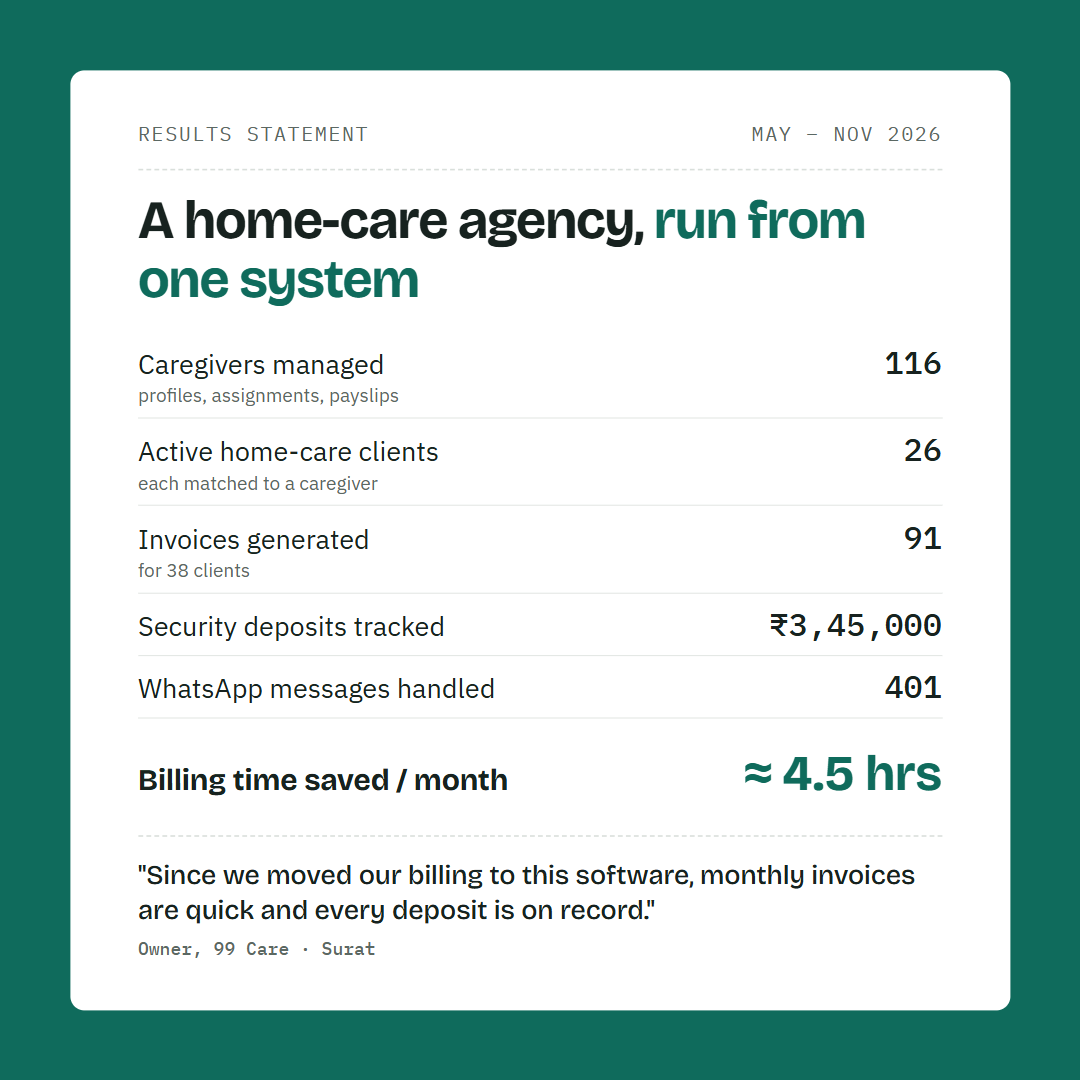 RESULTS STATEMENT MAY – NOV 2026
A home-care agency, run from
one system
Caregivers managed 116
profiles, assignments, payslips
Active home-care clients 26
each matched to a caregiver
Invoices generated 91
for 38 clients
Security deposits tracked ₹3,45,000
WhatsApp messages handled 401
Billing time saved / month ≈ 4.5 hrs
"Since we moved our billing to this software, monthly invoices
are quick and every deposit is on record."
Owner, 99 Care · Surat